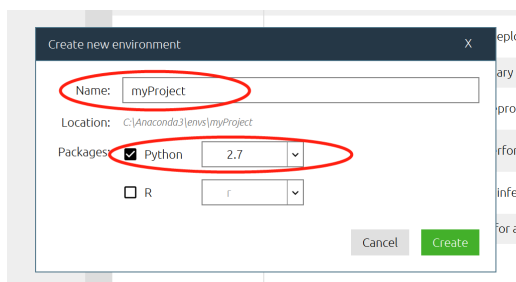 Create new environment X
Name: myProject
Location: C:\Anaconda3\envs\myProject
Packages: Python 2.7
R r
Cancel Create